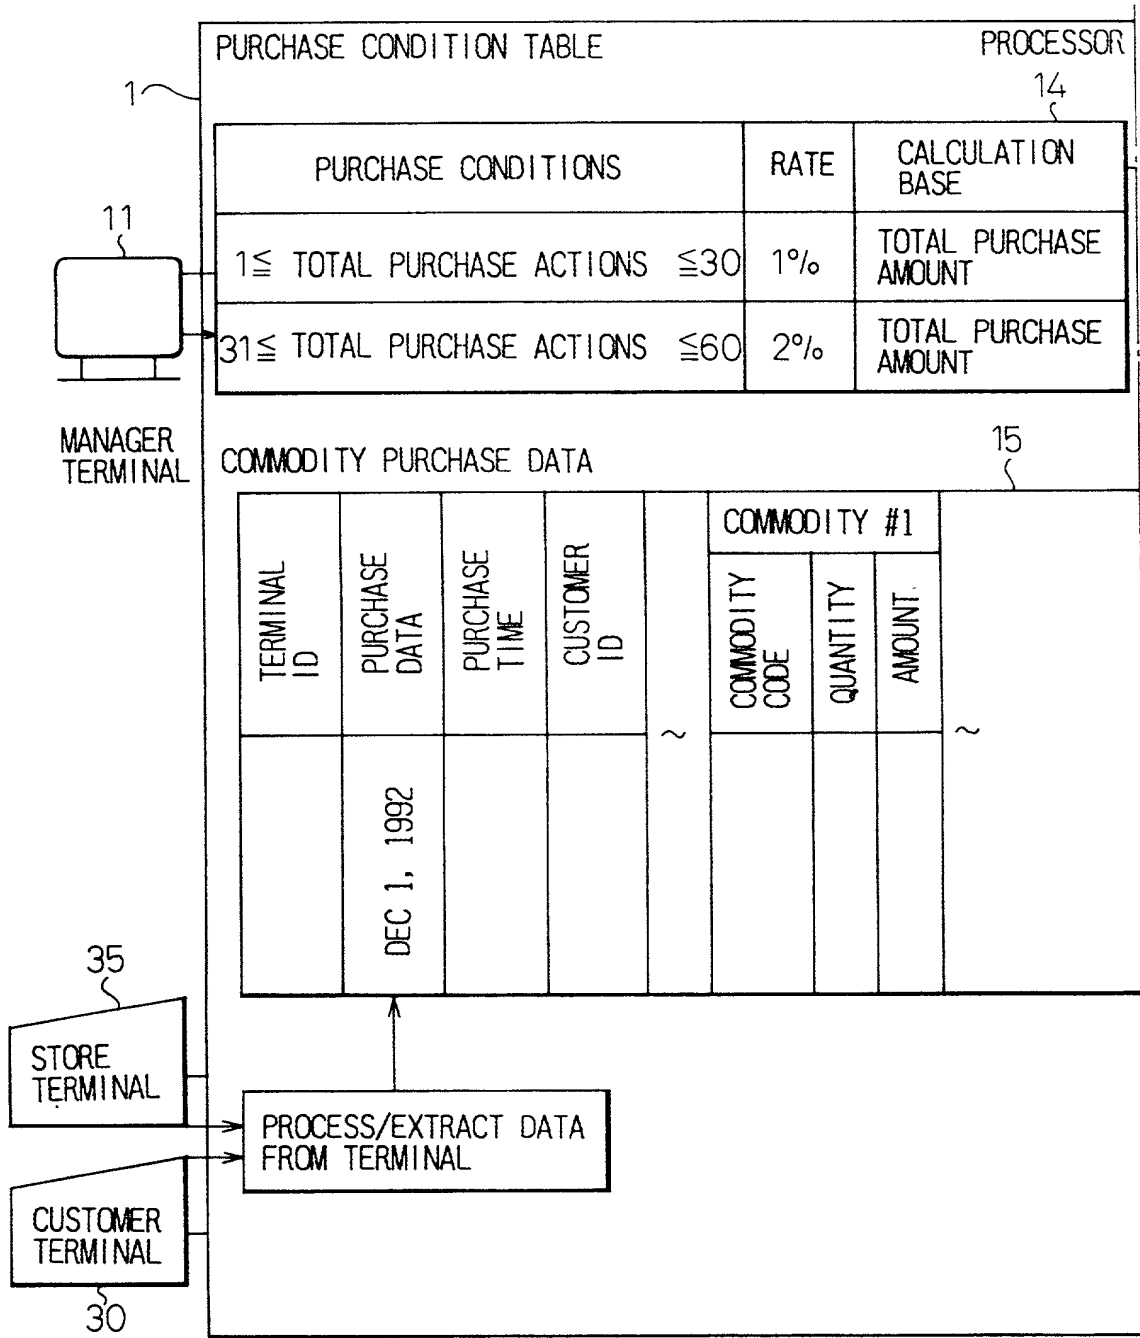 PURCHASE CONDITION TABLE
PROCESSOR
1
14
PURCHASE CONDITIONS
RATE
CALCULATION
BASE
11
1≦ TOTAL PURCHASE ACTIONS ≦30
1%
TOTAL PURCHASE
AMOUNT
31≦ TOTAL PURCHASE ACTIONS ≦60
2%
TOTAL PURCHASE
AMOUNT
MANAGER
TERMINAL
COMMODITY PURCHASE DATA
15
TERMINAL
ID
PURCHASE
DATA
PURCHASE
TIME
CUSTOMER
ID
~
COMMODITY #1
COMMODITY
CODE
QUANTITY
AMOUNT
~
DEC 1, 1992
35
STORE
TERMINAL
PROCESS/EXTRACT DATA
FROM TERMINAL
CUSTOMER
TERMINAL
30